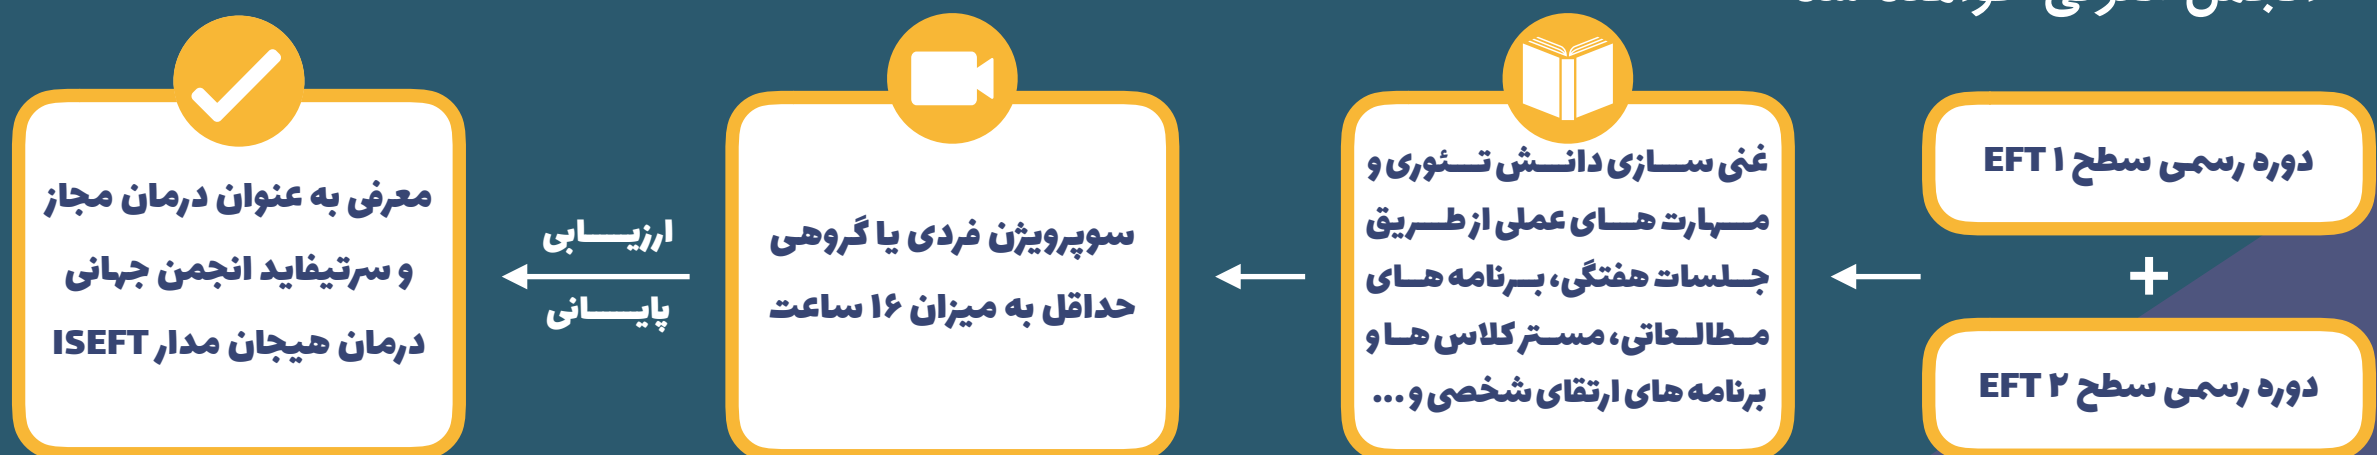 دوره رسمی سطح ۱ EFT
+
دوره رسمی سطح ۲ EFT
غنی سازی دانش تئوری و
مهارت های عملی از طریق
جلسات هفتگی، برنامه های
مطالعاتی، مستر کلاس ها و
برنامه های ارتقای شخصی و ...
سوپرویژن فردی یا گروهی
حداقل به میزان ۱۶ ساعت
ارزیابی
پایانی
معرفی به عنوان درمان مجاز
و سرتیفاید انجمن جهانی
درمان هیجان مدار ISEFT